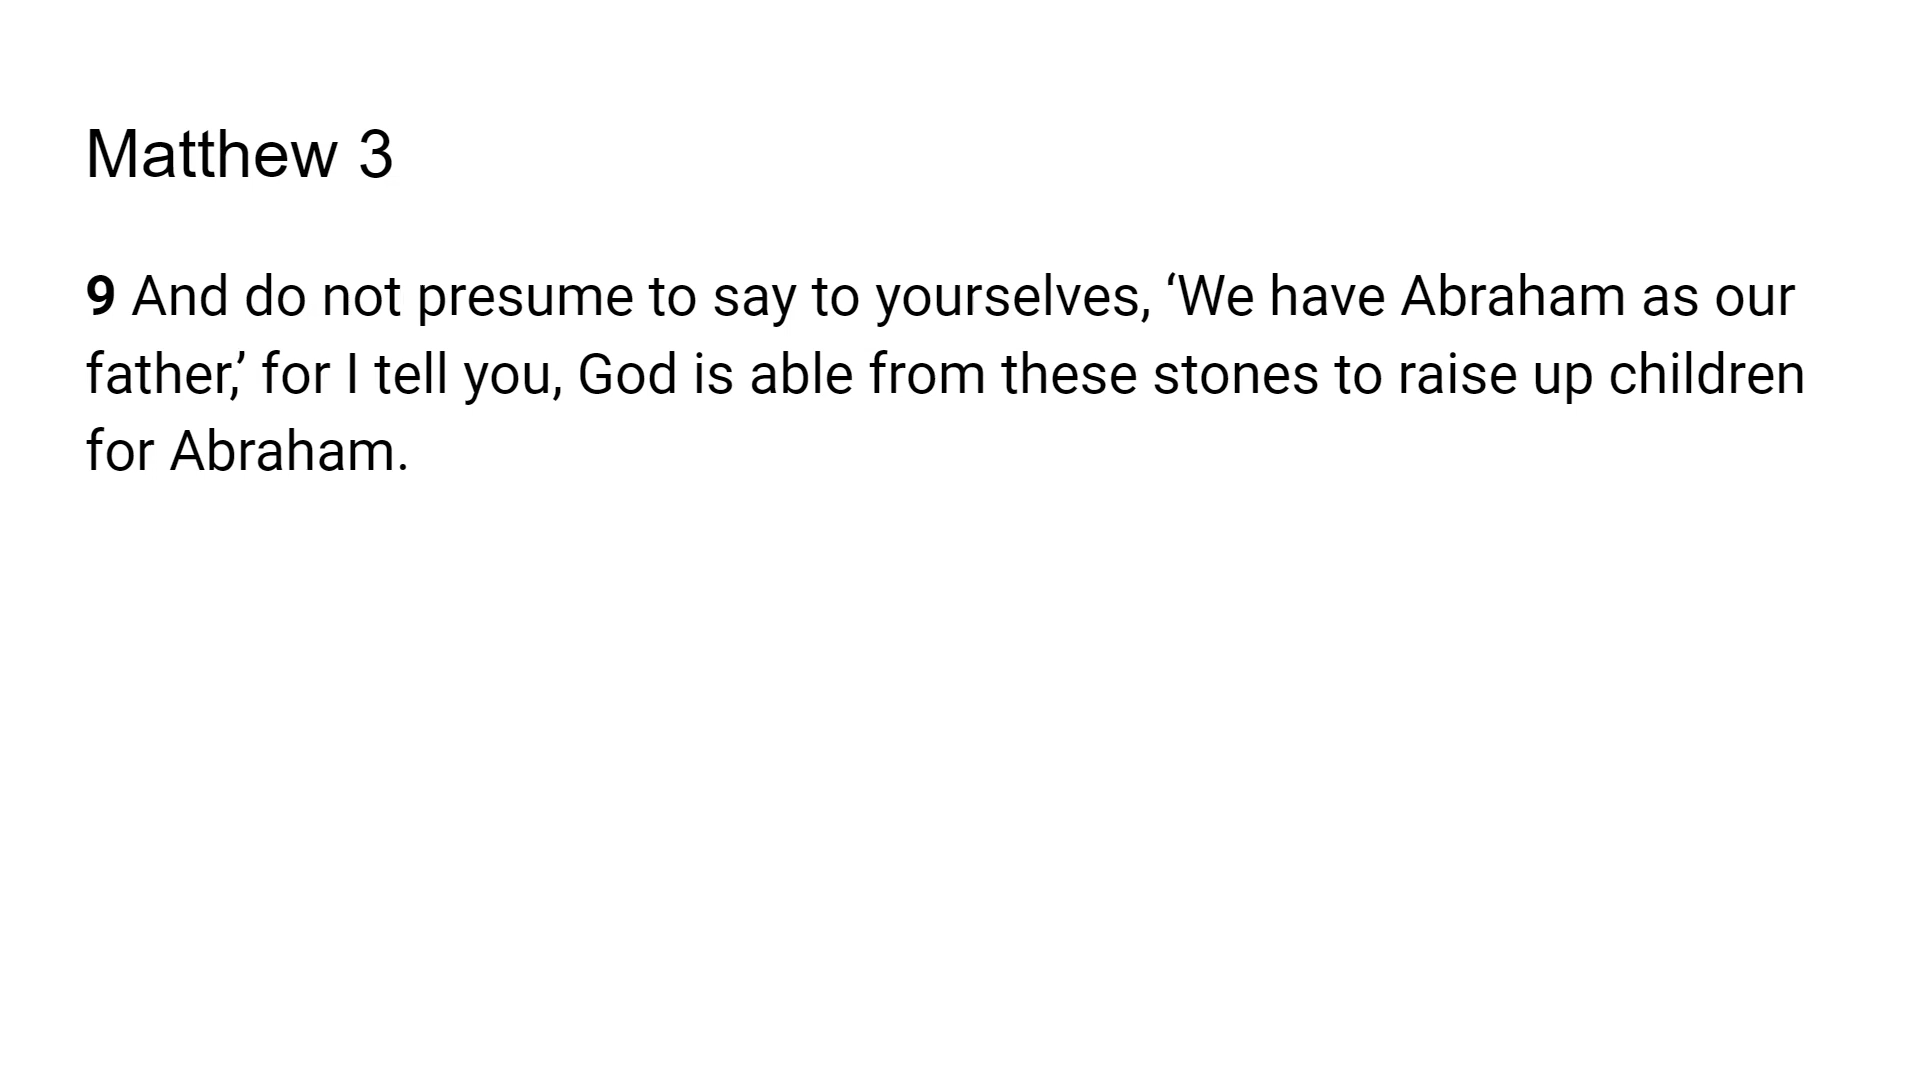 Matthew 3
9 And do not presume to say to yourselves, ‘We have Abraham as our
father,’ for I tell you, God is able from these stones to raise up children
for Abraham.